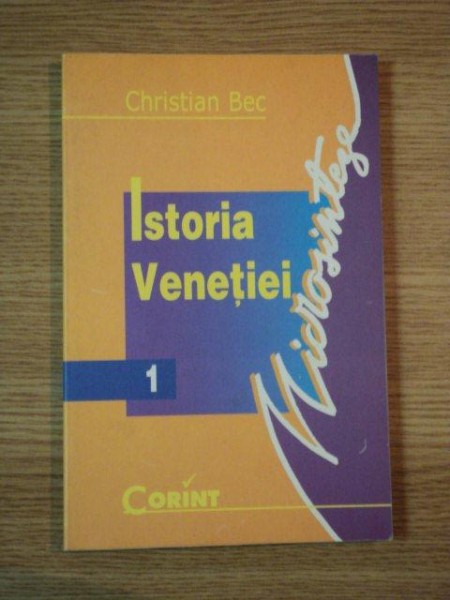 Christian Bec
Istoria
Veneției
Microsinteze
1
CORINT